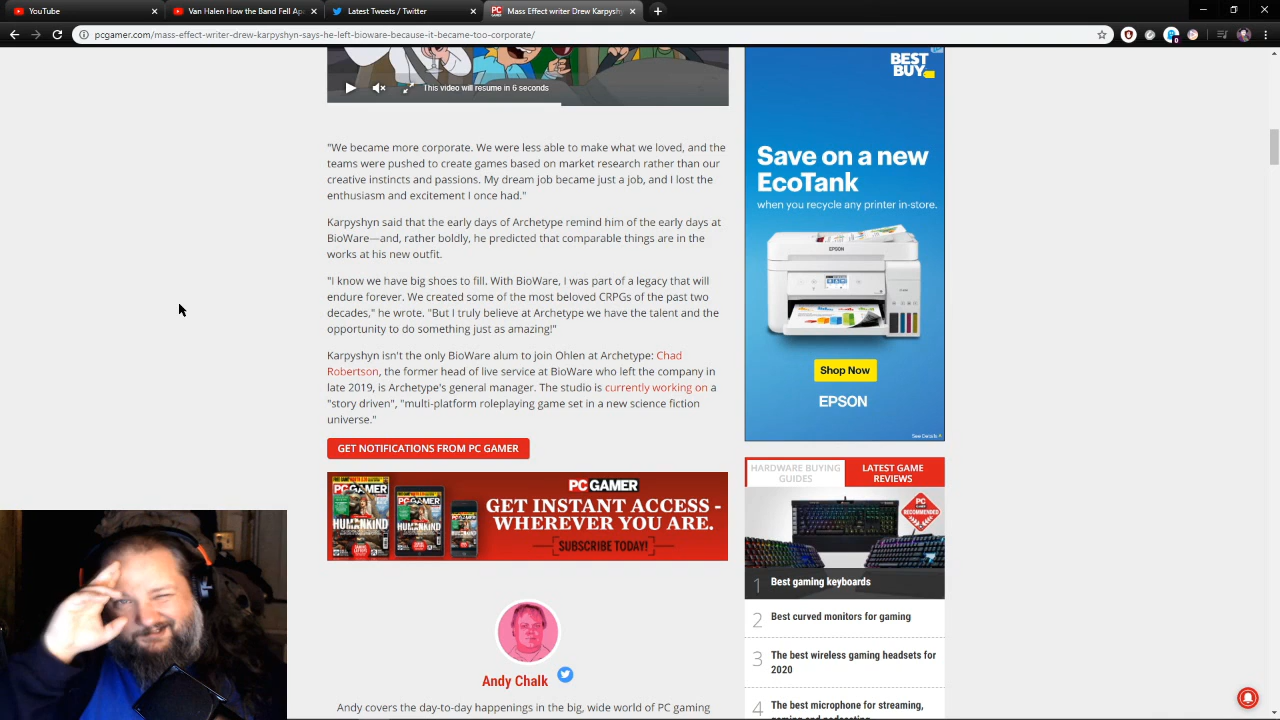 YouTube
Van Halen How The Band You
YouTube
Home / Twitter
Mass Effect writer Drew Karpysh
pcgamer.com/mass-effect-writer-drew-karpyshyn-says-he-left-bioware-because-it-became-too-corporate/
This video will resume in 6 seconds
"We became more corporate. We were less able to make what we loved, and the
teams were pushed to create games based on market research rather than our
creative instincts and passions. My dream job became just a job, and I lost the
enthusiasm and excitement I once had."
Karpyshyn said that the early days of Archetype remind him of the early days at
BioWare—and, rather boldly, he predicted that comparable things are in the
works at his new outfit.
"I know we have big shoes to fill. With BioWare, I was part of a legacy that will
endure forever. We created some of the most beloved CRPGs of the past two
decades," he wrote. "But I truly believe at Archetype we have the talent and the
opportunity to do something just as amazing!"
Karpyshyn isn't the only BioWare alum to join Ohlen at Archetype: Chad
Robertson, the former head of live service at BioWare who left the company in
late 2019, is Archetype's general manager. The studio is currently working on a
"story driven", "multi-platform roleplaying game set in a new science fiction
universe."
GET NOTIFICATIONS FROM PC GAMER
PC GAMER
GET INSTANT ACCESS -
WHEREVER YOU ARE.
SUBSCRIBE TODAY!
PC GAMER
HUMANKIND
Andy Chalk
Andy covers the day-to-day happenings in the big, wide world of PC gaming
BEST
BUY
Save on a new
EcoTank
when you recycle any printer in-store.
EPSON
Shop Now
EPSON
See Details
HARDWARE BUYING
GUIDES
LATEST GAME
REVIEWS
PC
GAMER
RECOMMENDED
1 Best gaming keyboards
2 Best curved monitors for gaming
3 The best wireless gaming headsets for
2020
4 The best microphone for streaming,
gaming and podcasting